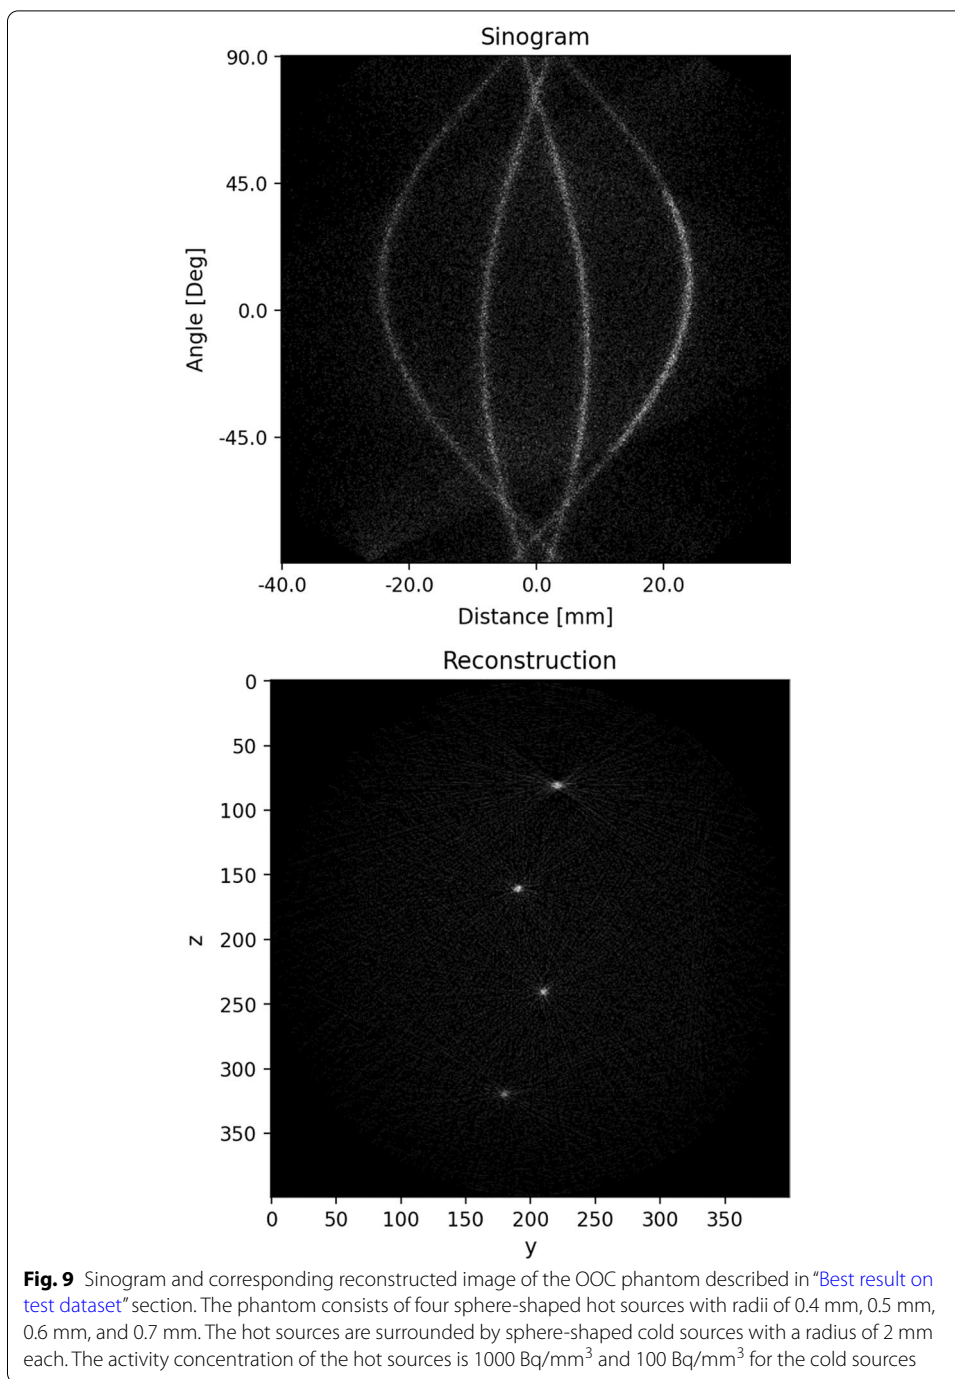 Sinogram
90.0
45.0
0.0
-45.0
Angle [Deg]
-40.0 -20.0 0.0 20.0
Distance [mm]
Reconstruction
0
50
100
150
200
250
300
350
z
0 50 100 150 200 250 300 350
y
Fig. 9 Sinogram and corresponding reconstructed image of the OOC phantom described in “Best result on
test dataset” section. The phantom consists of four sphere-shaped hot sources with radii of 0.4 mm, 0.5 mm,
0.6 mm, and 0.7 mm. The hot sources are surrounded by sphere-shaped cold sources with a radius of 2 mm
each. The activity concentration of the hot sources is 1000 Bq/mm³ and 100 Bq/mm³ for the cold sources